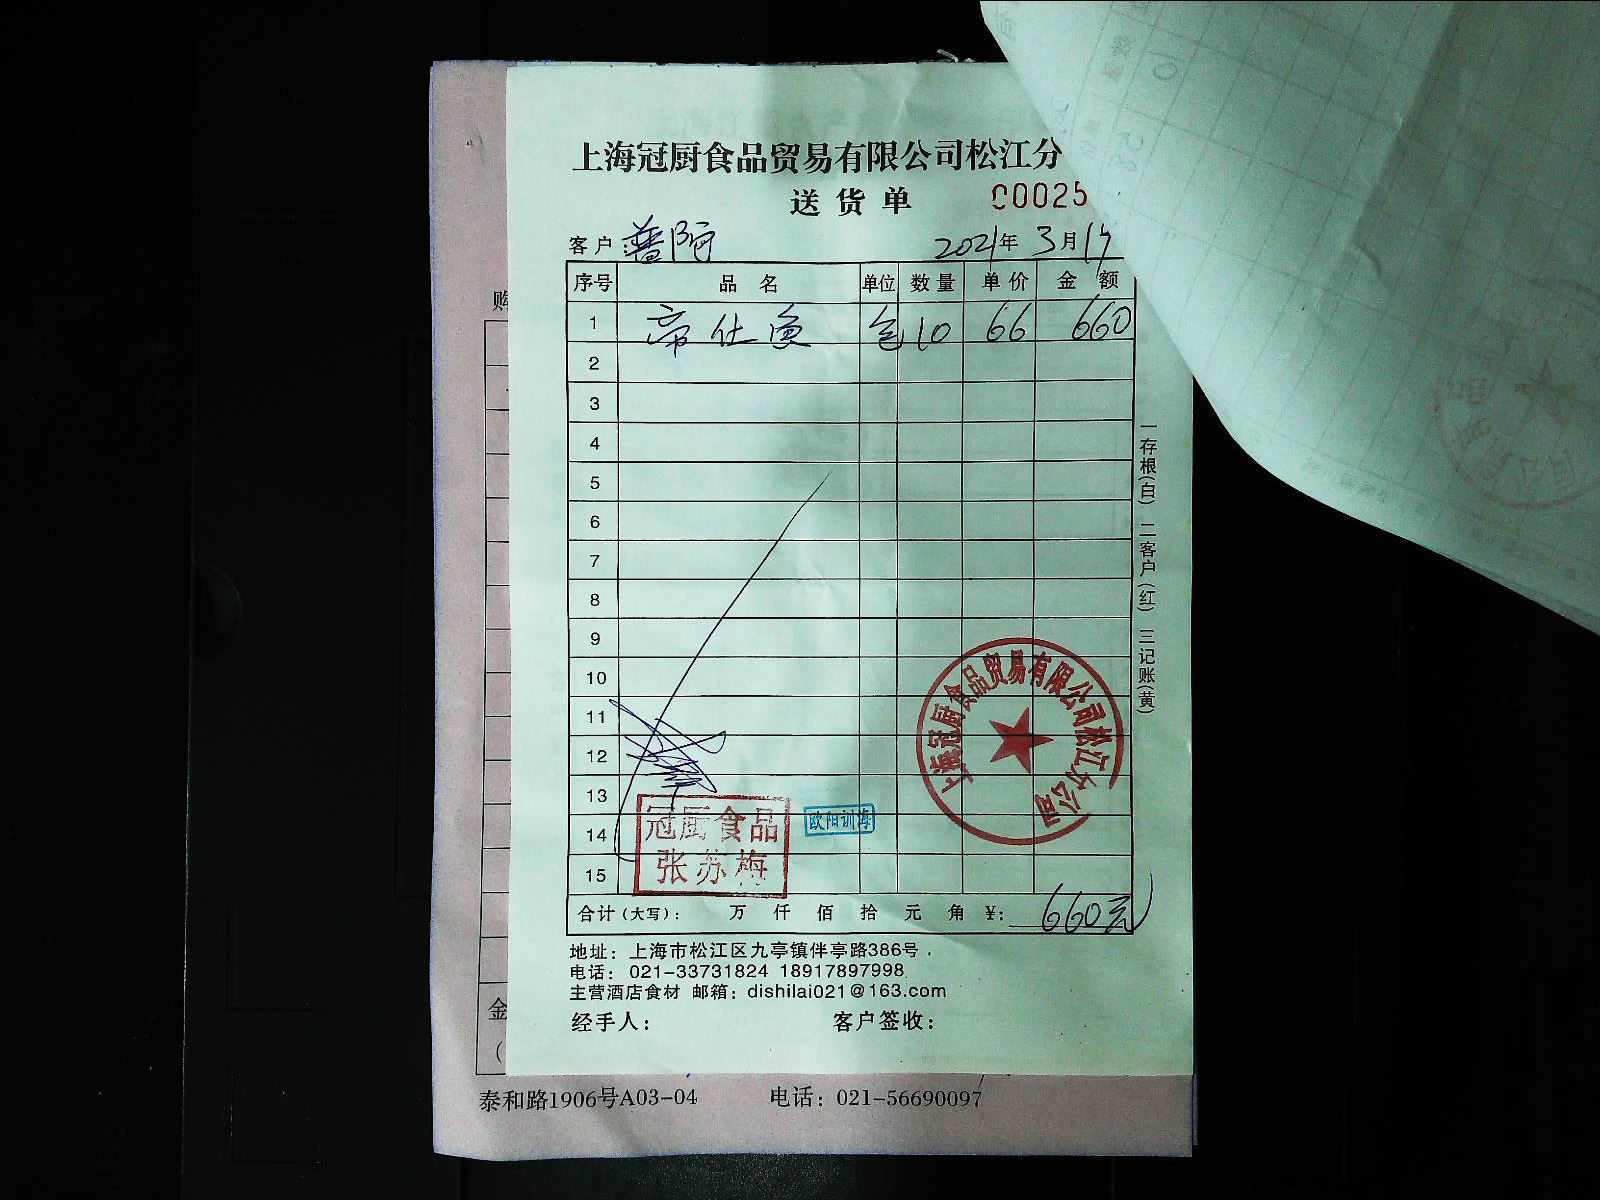 上海冠厨食品贸易有限公司松江分
送货单 00025
客户:普陀 2021年3月17
序号 品名 单位 数量 单价 金额
1 帝仕鱼 包 10 66 660
2
3
4
5
6
7
8
9
10
11
12
13
14
15
上海冠厨食品贸易有限公司松江分公司
冠厨食品
张苏梅
欧阳训海
合计(大写): 万 仟 佰 拾 元 角 ¥: 660元
一存根(白) 二客户(红) 三记账(黄)
地址:上海市松江区九亭镇伴亭路386号
电话:021-33731824 18917897998
主营酒店食材 邮箱:dishilai021@163.com
经手人: 客户签收:
购
金
(
泰和路1906号A03-04 电话:021-56690097